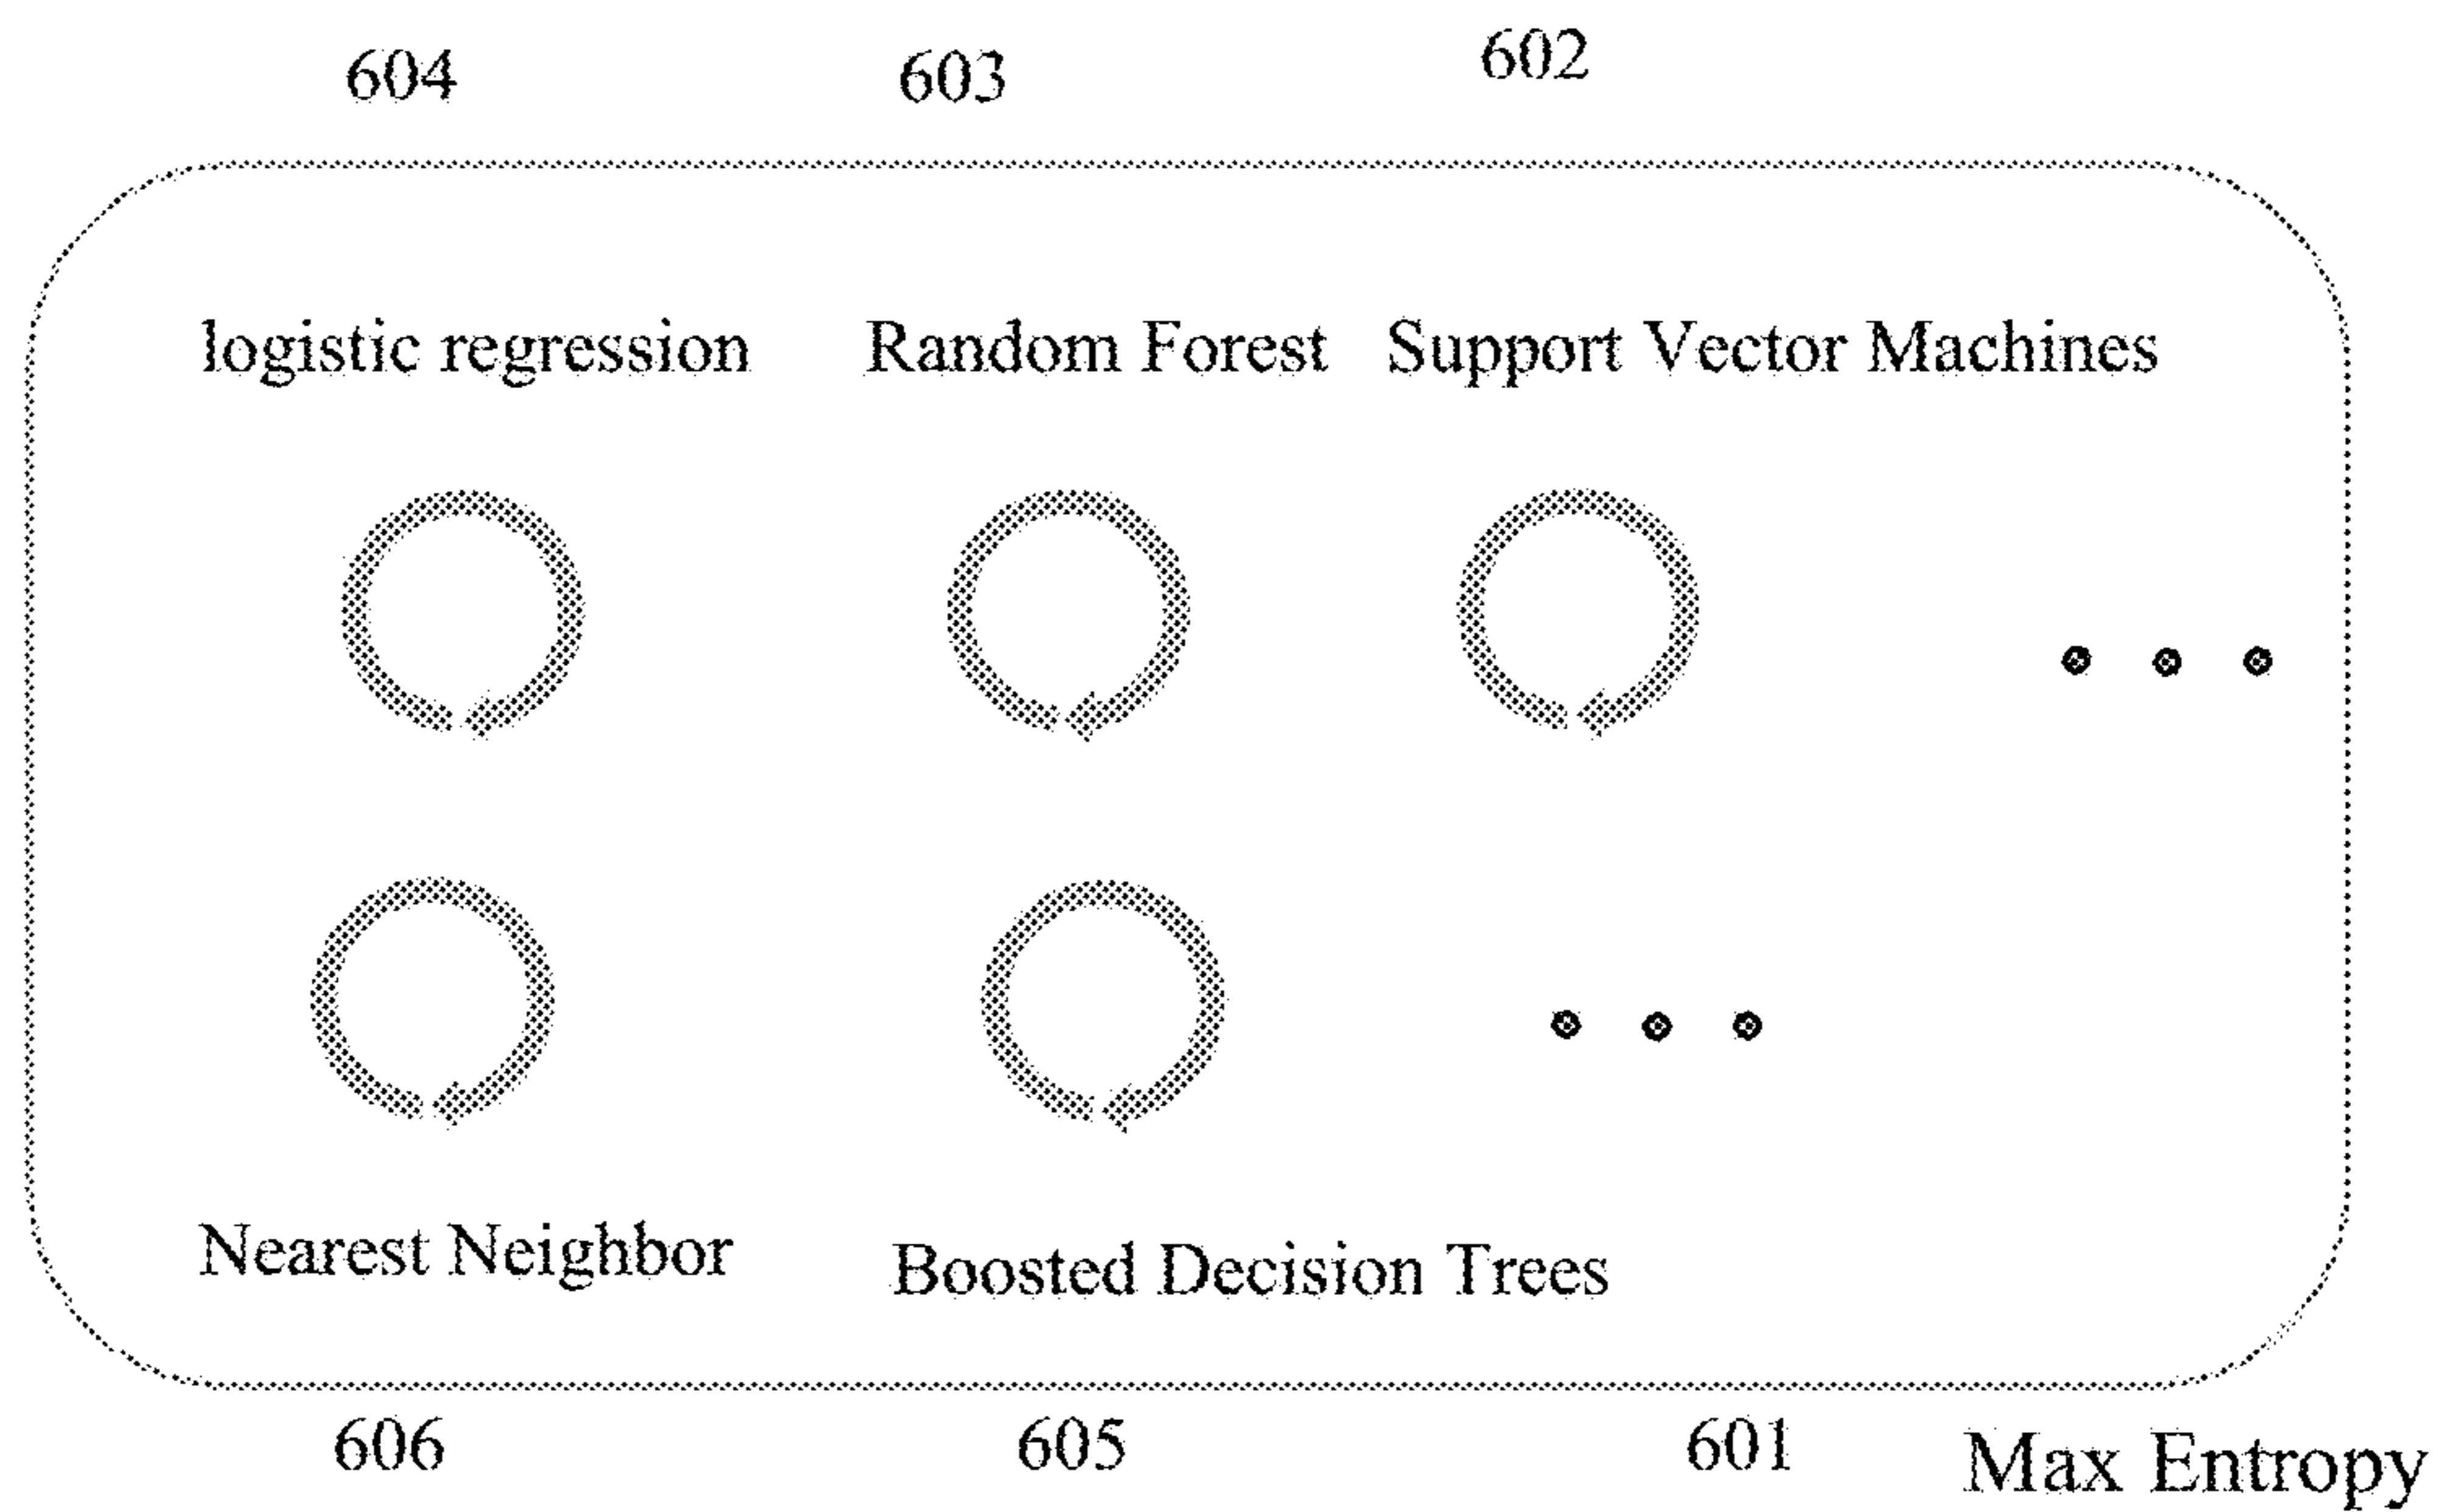 604 603 602
logistic regression Random Forest Support Vector Machines
Nearest Neighbor Boosted Decision Trees
606 605 601 Max Entropy